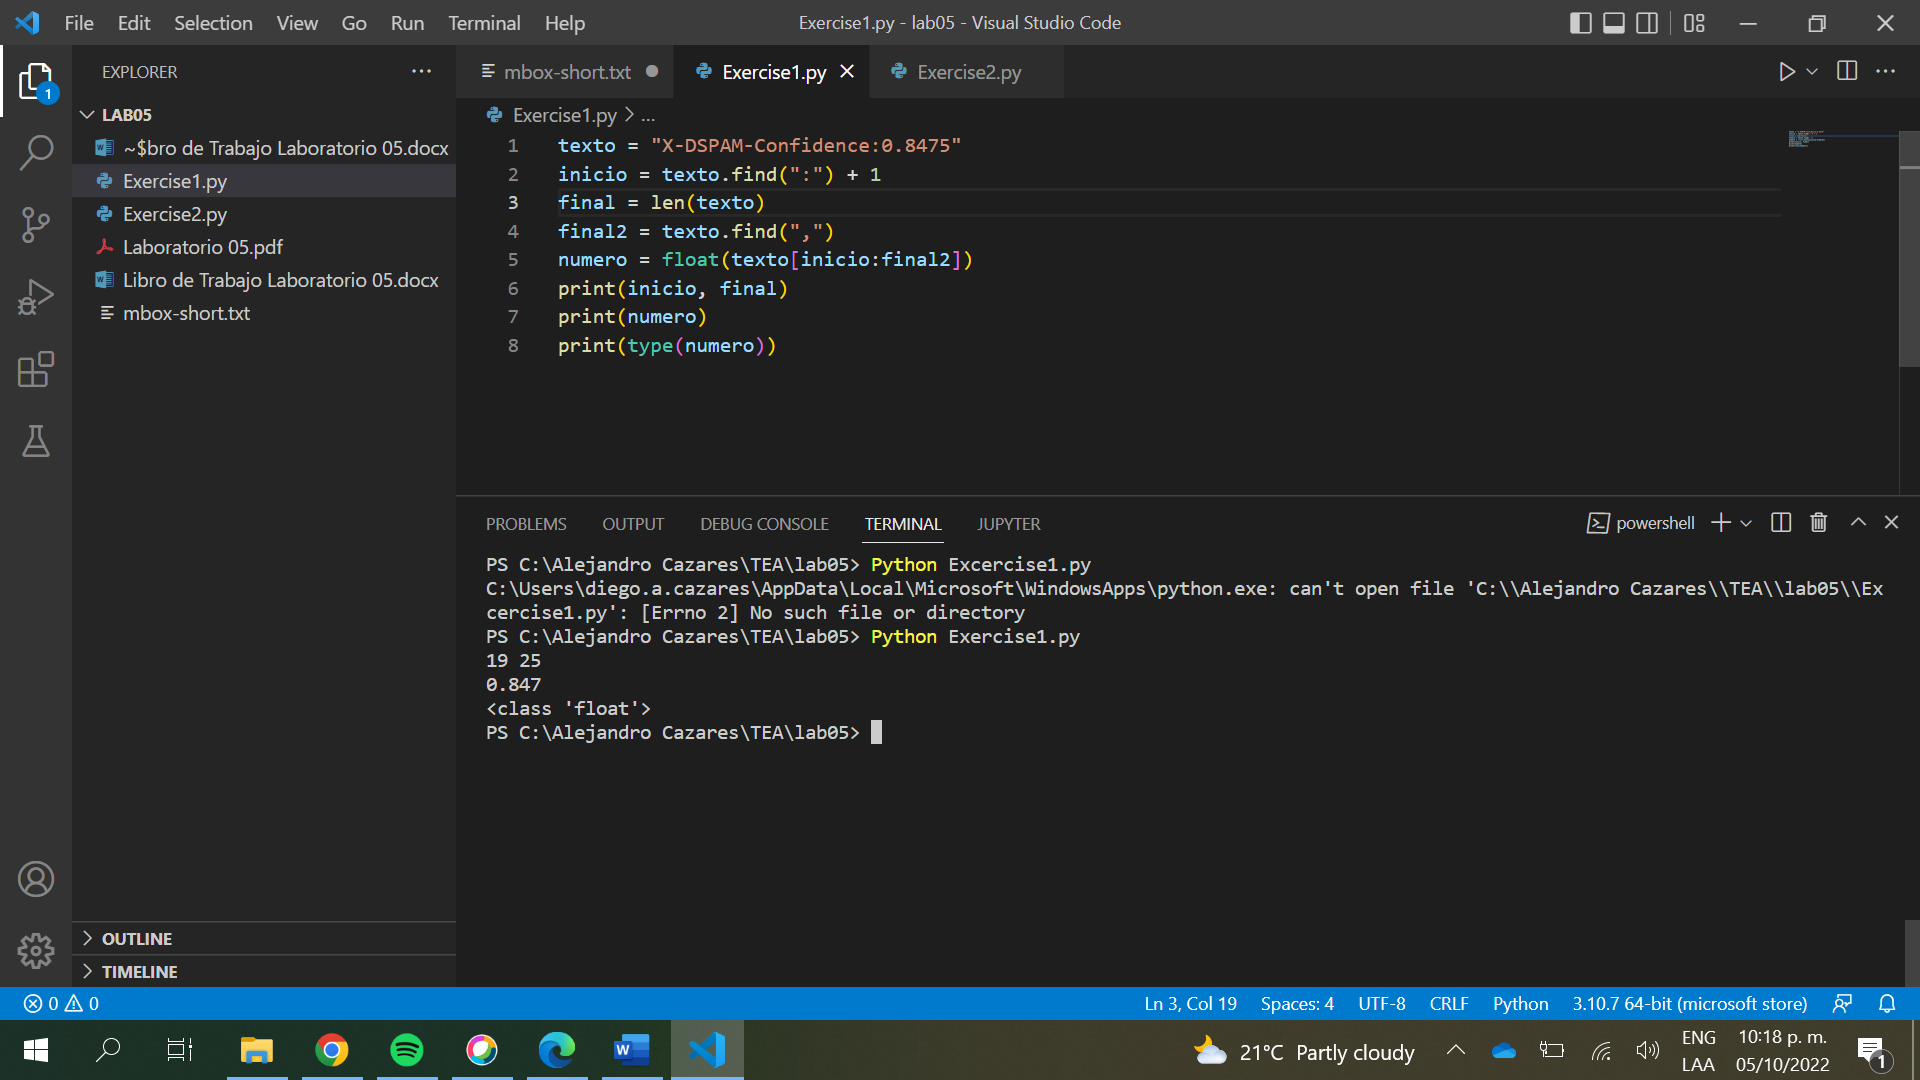 File Edit Selection View Go Run Terminal Help Exercise1.py - lab05 - Visual Studio Code
EXPLORER
1
LAB05
~$bro de Trabajo Laboratorio 05.docx
Exercise1.py
Exercise2.py
Laboratorio 05.pdf
Libro de Trabajo Laboratorio 05.docx
mbox-short.txt
OUTLINE
TIMELINE
mbox-short.txt Exercise1.py Exercise2.py
Exercise1.py > ...
1 texto = "X-DSPAM-Confidence:0.8475"
2 inicio = texto.find(":") + 1
3 final = len(texto)
4 final2 = texto.find(",")
5 numero = float(texto[inicio:final2])
6 print(inicio, final)
7 print(numero)
8 print(type(numero))
PROBLEMS OUTPUT DEBUG CONSOLE TERMINAL JUPYTER powershell
PS C:\Alejandro Cazares\TEA\lab05> Python Excercise1.py
C:\Users\diego.a.cazares\AppData\Local\Microsoft\WindowsApps\python.exe: can't open file 'C:\\Alejandro Cazares\\TEA\\lab05\\Ex
cercise1.py': [Errno 2] No such file or directory
PS C:\Alejandro Cazares\TEA\lab05> Python Exercise1.py
19 25
0.847
<class 'float'>
PS C:\Alejandro Cazares\TEA\lab05>
0 0 Ln 3, Col 19 Spaces: 4 UTF-8 CRLF Python 3.10.7 64-bit (microsoft store)
21°C Partly cloudy
ENG
LAA
10:18 p. m.
05/10/2022
1